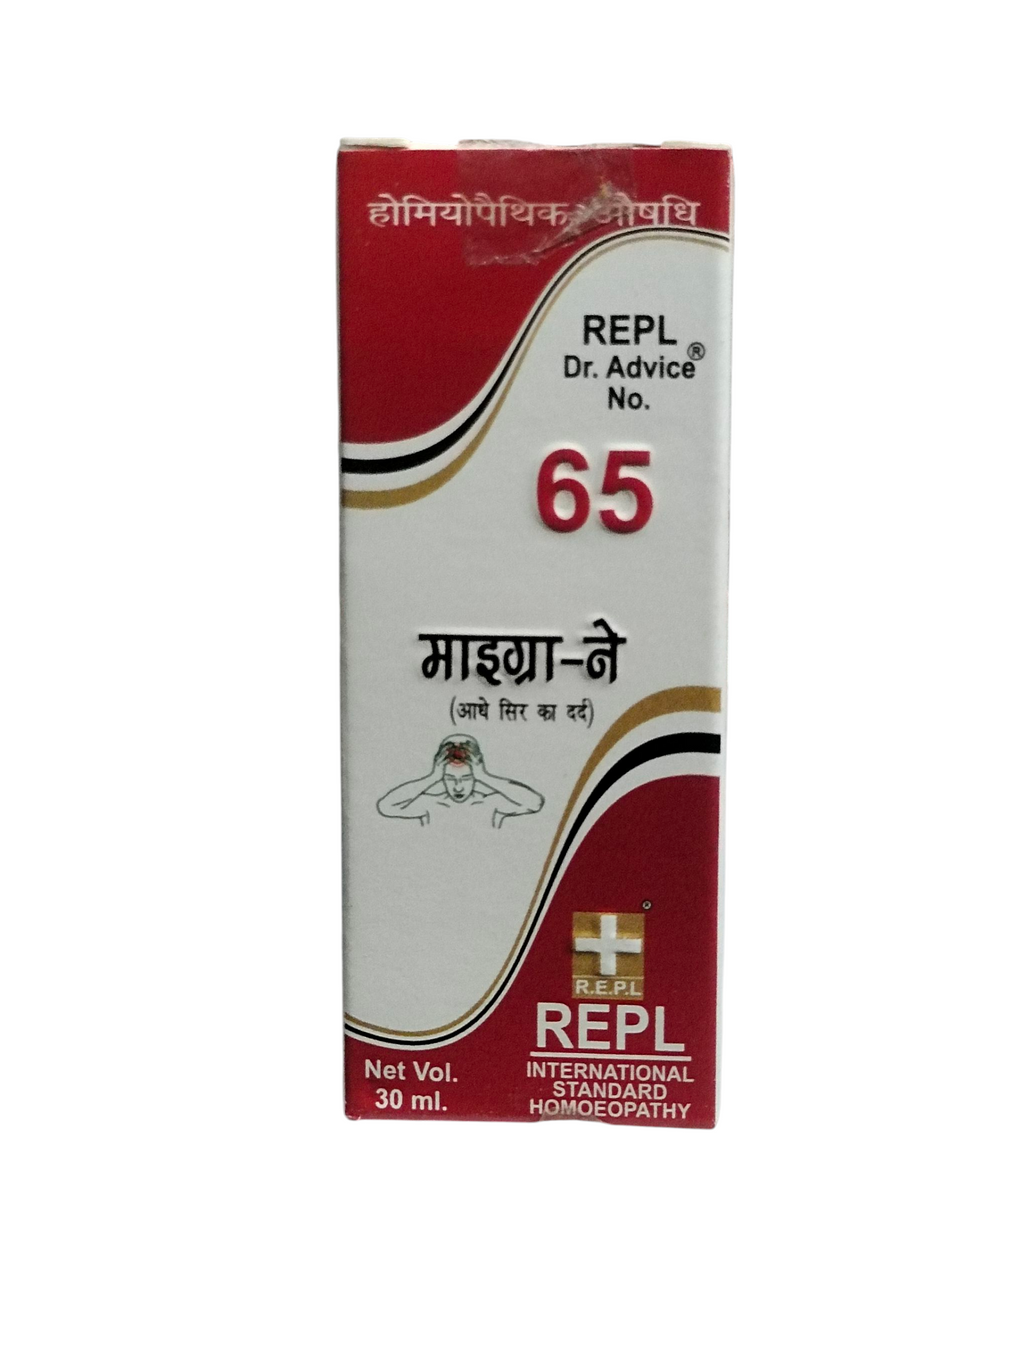 होमियोपैथिक औषधि
REPL
Dr. Advice®
No.
65
माइग्रा-ने
(आधे सिर का दर्द)
®
R.E.P.L
REPL
INTERNATIONAL
STANDARD
HOMOEOPATHY
Net Vol.
30 ml.